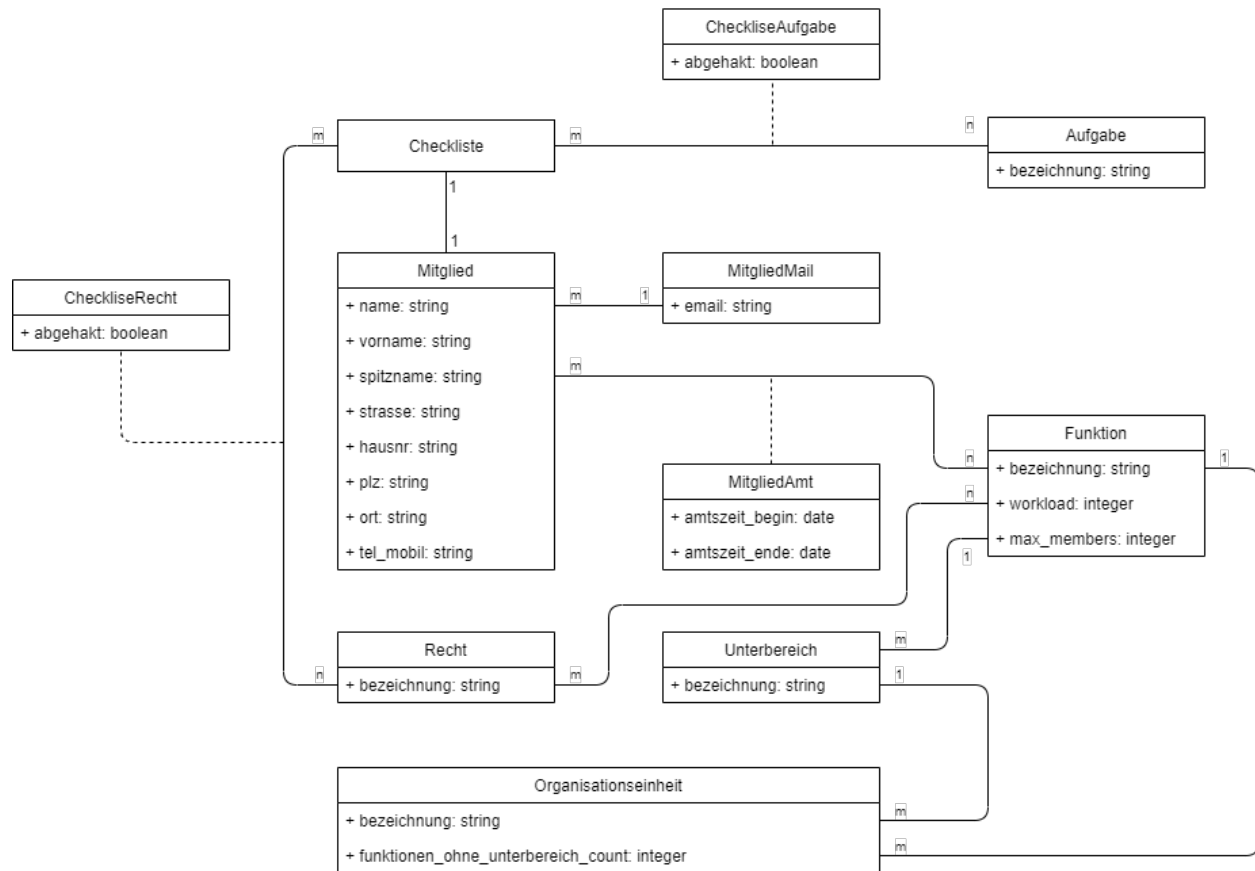 CheckliseAufgabe
+ abgehakt: boolean
m
Checkliste
m
n
Aufgabe
+ bezeichnung: string
1
1
CheckliseRecht
+ abgehakt: boolean
Mitglied
+ name: string
+ vorname: string
+ spitzname: string
+ strasse: string
+ hausnr: string
+ plz: string
+ ort: string
+ tel_mobil: string
m
1
MitgliedMail
+ email: string
m
n
MitgliedAmt
+ amtszeit_begin: date
+ amtszeit_ende: date
Funktion
+ bezeichnung: string
+ workload: integer
+ max_members: integer
1
n
1
n
Recht
+ bezeichnung: string
m
Unterbereich
+ bezeichnung: string
m
1
Organisationseinheit
+ bezeichnung: string
+ funktionen_ohne_unterbereich_count: integer
m
m